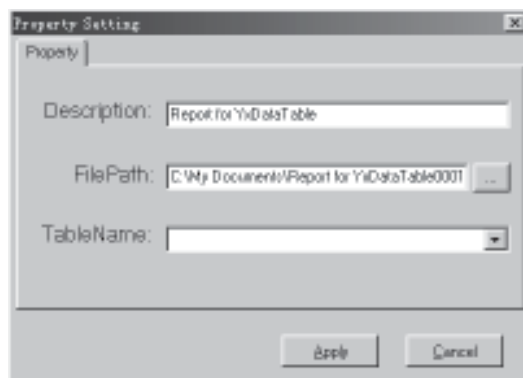 Property Setting
Property
Description: Report for YxDataTable
FilePath: C:\My Documents\Report for YxDataTable0001 ...
TableName:
Apply Cancel